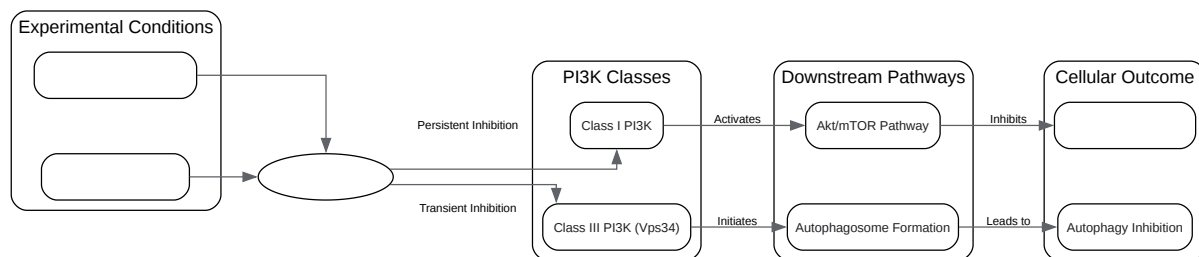 Experimental Conditions
PI3K Classes
Downstream Pathways
Cellular Outcome
Persistent Inhibition
Class I PI3K
Activates
Akt/mTOR Pathway
Inhibits
Transient Inhibition
Class III PI3K (Vps34)
Initiates
Autophagosome Formation
Leads to
Autophagy Inhibition